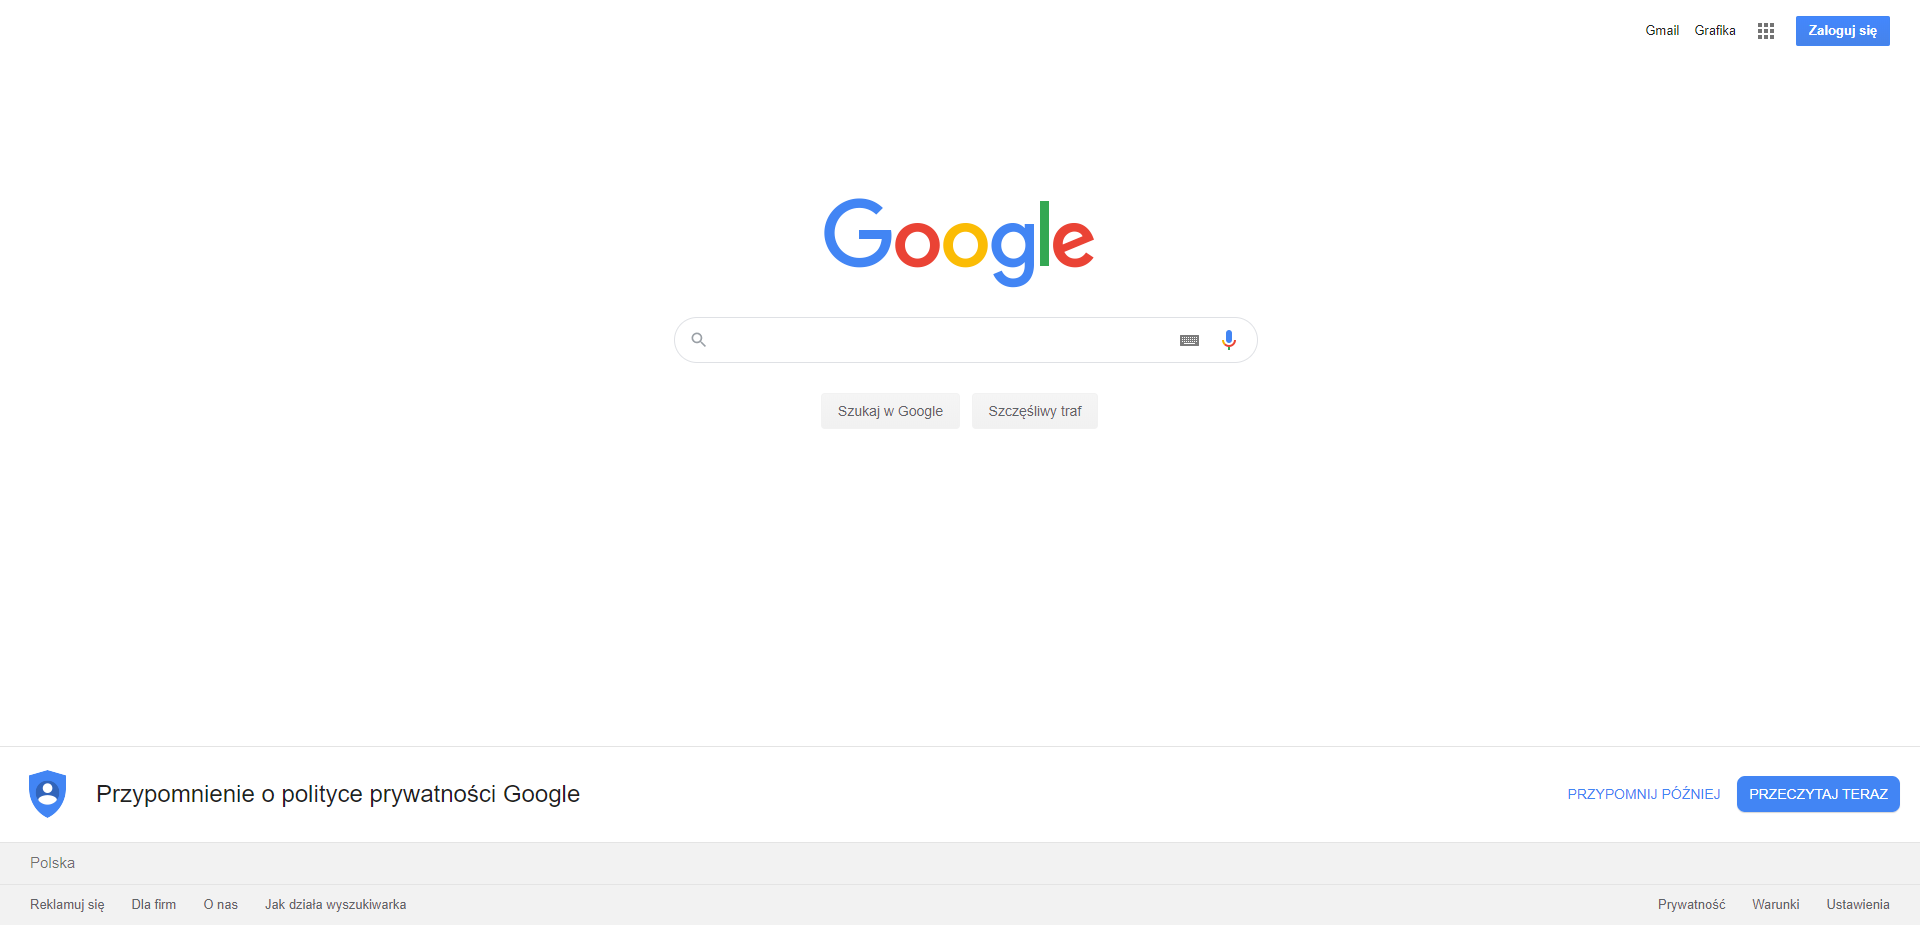 Gmail Grafika Zaloguj się
Google
Szukaj w Google Szczęśliwy traf
Przypomnienie o polityce prywatności Google PRZYPOMNIJ PÓŹNIEJ PRZECZYTAJ TERAZ
Polska
Reklamuj się Dla firm O nas Jak działa wyszukiwarka Prywatność Warunki Ustawienia